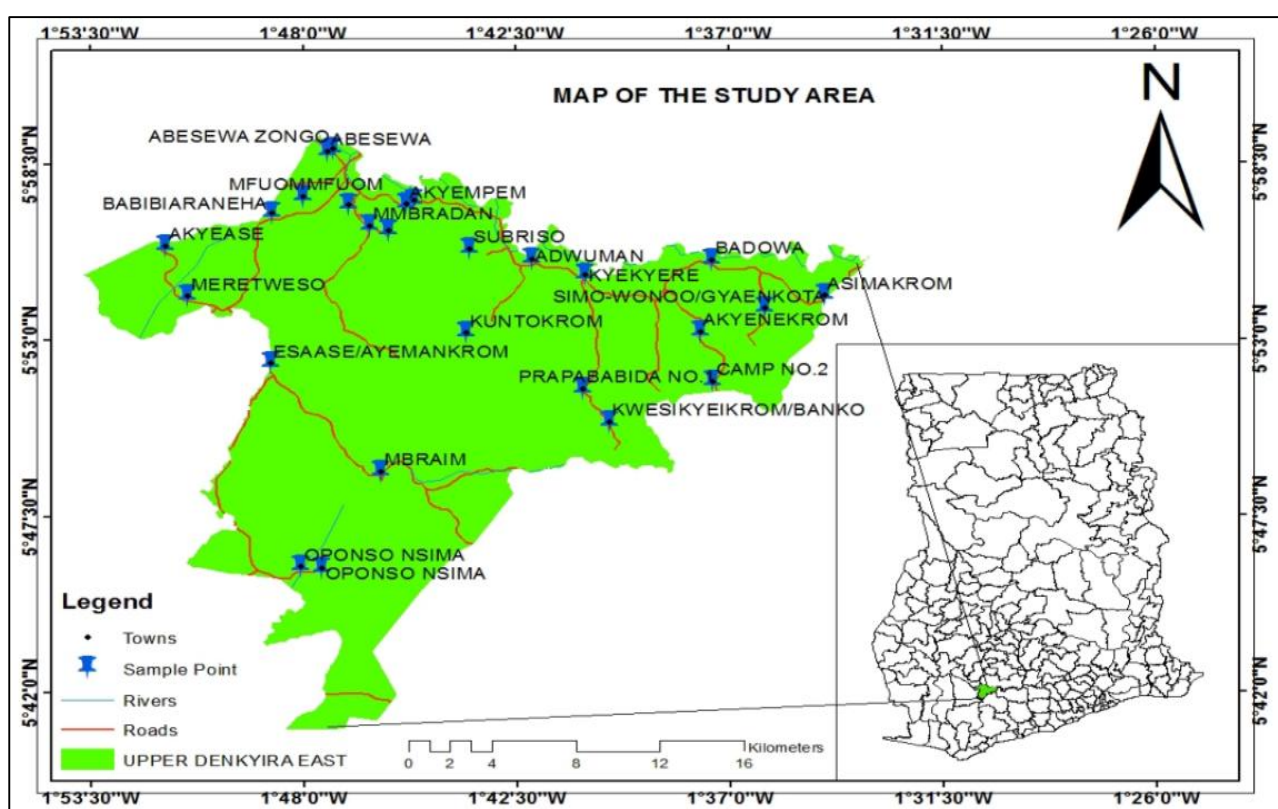 1°53'30"W 1°48'0"W 1°42'30"W 1°37'0"W 1°31'30"W 1°26'0"W
MAP OF THE STUDY AREA
N
ABESEWA ZONGO
ABESEWA
5°58'30"N
5°58'30"N
MFUOMMFUOM
AKYEMPEM
BABIBIARANEHA
MMBRADAN
AKYEASE
SUBRISO
BADOWA
ADWUMAN
KYEKYERE
MERETWESO
SIMO-WONOO/GYAENKOTA
ASIMAKROM
KUNTOKROM
AKYENEKROM
5°53'0"N
5°53'0"N
ESAASE/AYEMANKROM
PRAPABABIDA NO.
CAMP NO.2
KWESIKYEIKROM/BANKO
MBRAIM
5°47'30"N
5°47'30"N
OPONSO NSIMA
OPONSO NSIMA
Legend
Towns
Sample Point
Rivers
Roads
UPPER DENKYIRA EAST
5°42'0"N
5°42'0"N
Kilometers
0 2 4 8 12 16
1°53'30"W 1°48'0"W 1°42'30"W 1°37'0"W 1°31'30"W 1°26'0"W